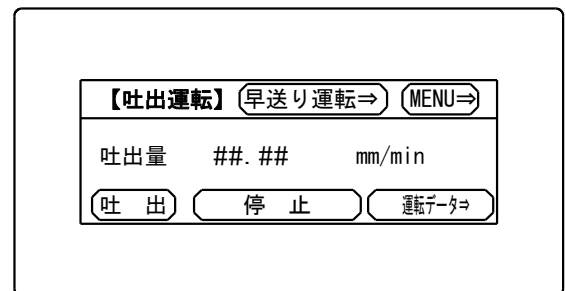 【吐出運転】 早送り運転⇒ MENU⇒
吐出量 ##.## mm/min
吐 出 停 止 運転ﾃﾞｰﾀ⇒